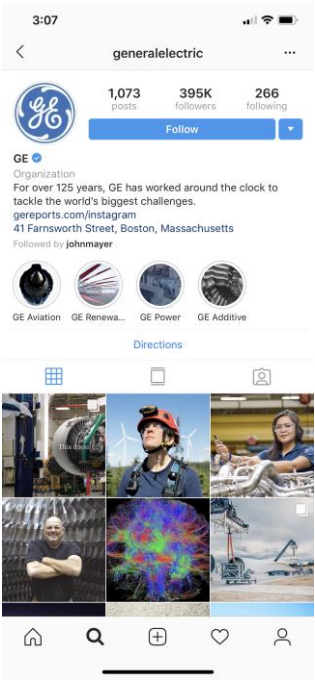 3:07
generalelectric
...
1,073 395K 266
posts followers following
Follow
GE
Organization
For over 125 years, GE has worked around the clock to
tackle the world's biggest challenges.
gereports.com/instagram
41 Farnsworth Street, Boston, Massachusetts
Followed by johnmayer
GE Aviation GE Renewa... GE Power GE Additive
Directions